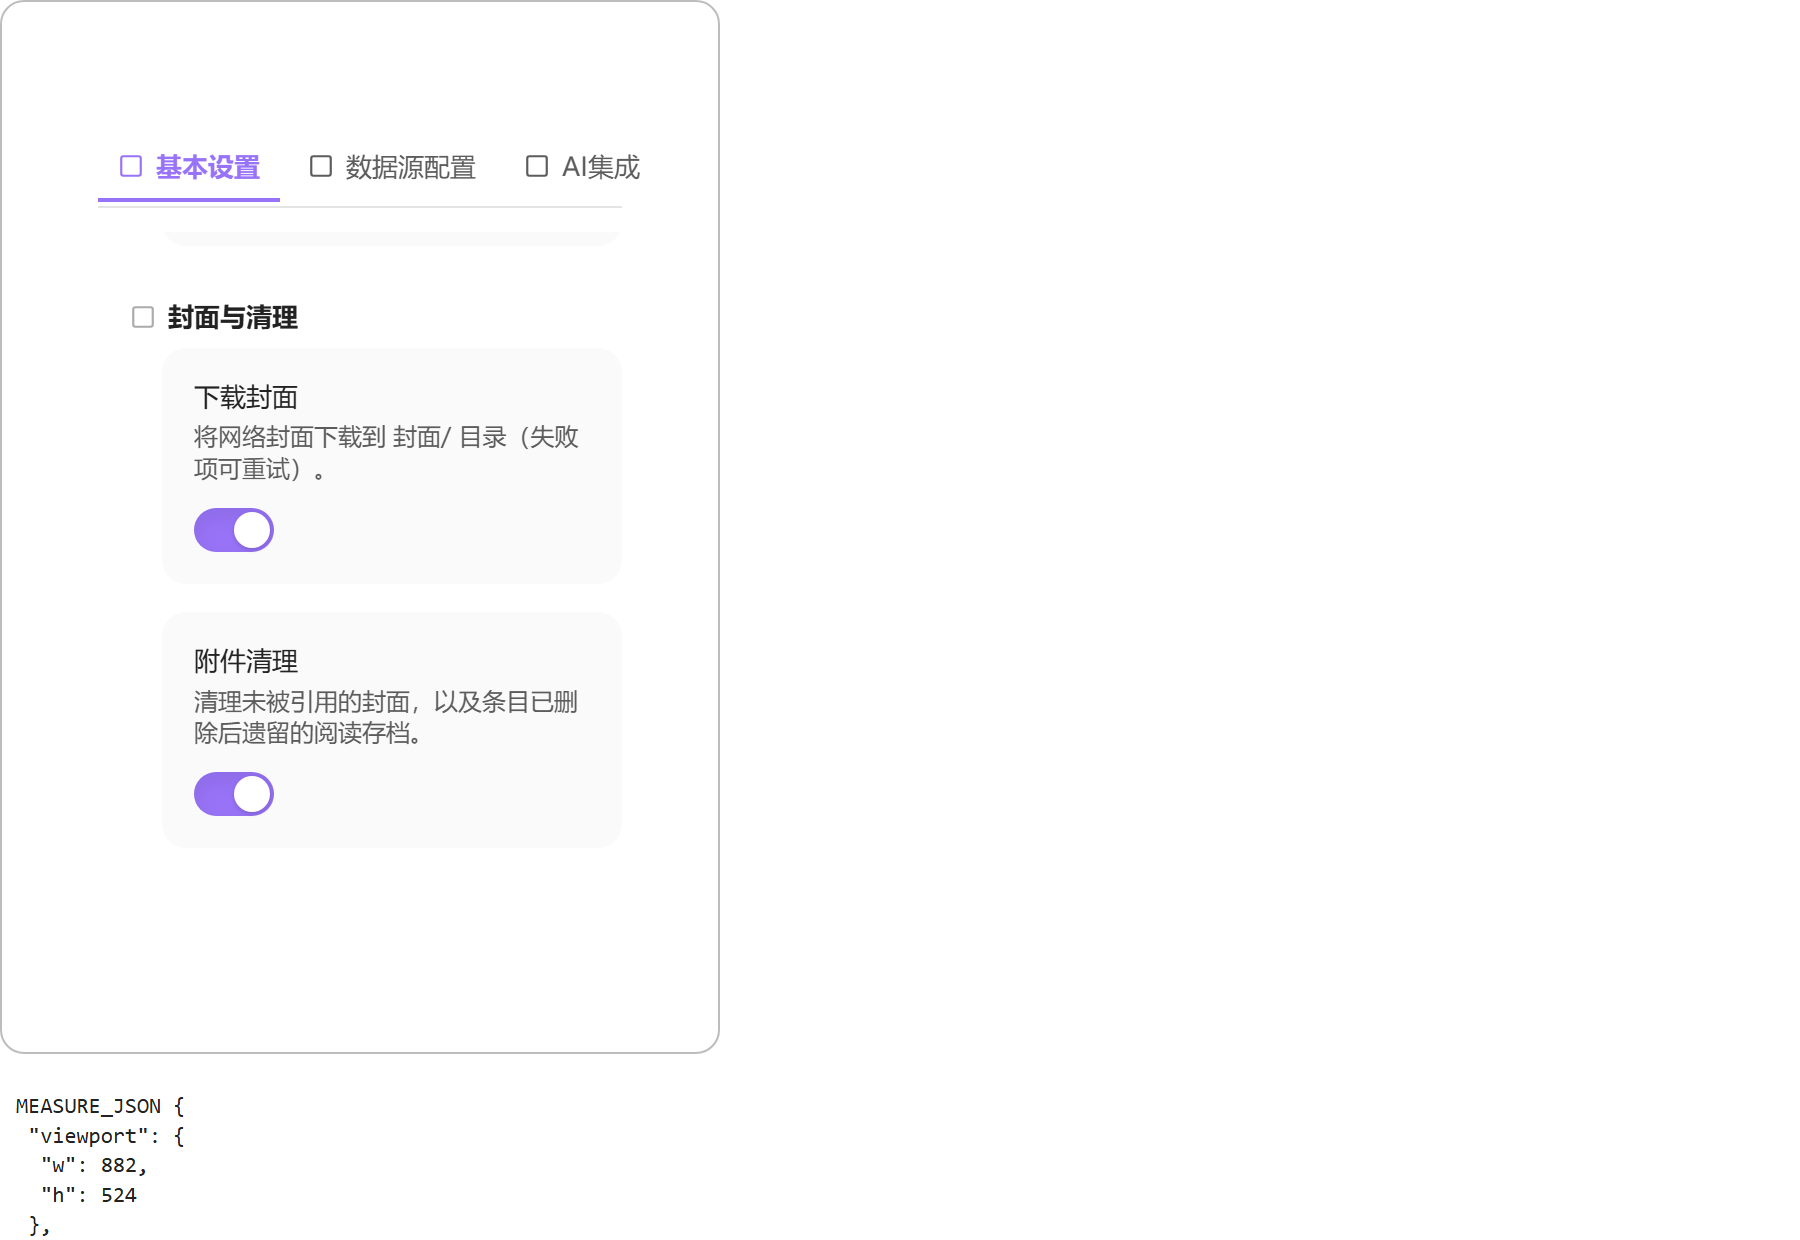 基本设置 数据源配置 AI集成
封面与清理
下载封面
将网络封面下载到 封面/ 目录（失败
项可重试）。
附件清理
清理未被引用的封面，以及条目已删
除后遗留的阅读存档。
MEASURE_JSON {
"viewport": {
"w": 882,
"h": 524
},